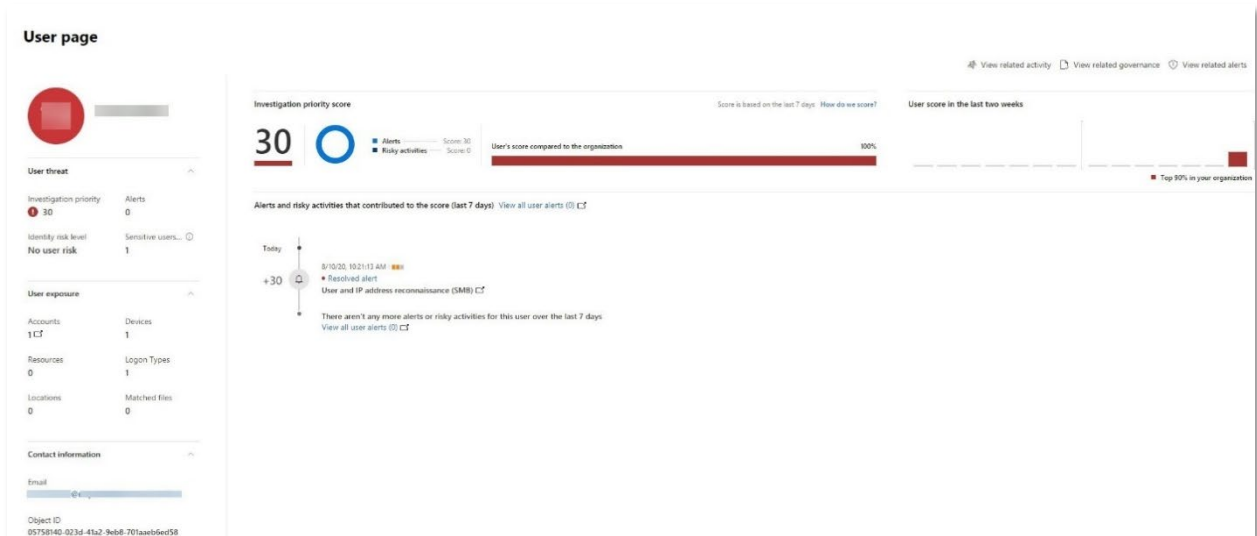 User page
View related activity View related governance View related alerts
User threat
Investigation priority Alerts
30 0
Identity risk level Sensitive users...
No user risk 1
User exposure
Accounts Devices
1 1
Resources Logon Types
0 1
Locations Matched files
0 0
Contact information
Email
Object ID
05758140-023d-41a2-9eb8-701aaeb6ed58
Investigation priority score Score is based on the last 7 days How do we score?
30
Alerts Score: 30
Risky activities Score: 0
User's score compared to the organization 100%
User score in the last two weeks
Top 90% in your organization
Alerts and risky activities that contributed to the score (last 7 days) View all user alerts (0)
Today
+30
8/10/20, 10:21:13 AM
Resolved alert
User and IP address reconnaissance (SMB)
There aren't any more alerts or risky activities for this user over the last 7 days
View all user alerts (0)